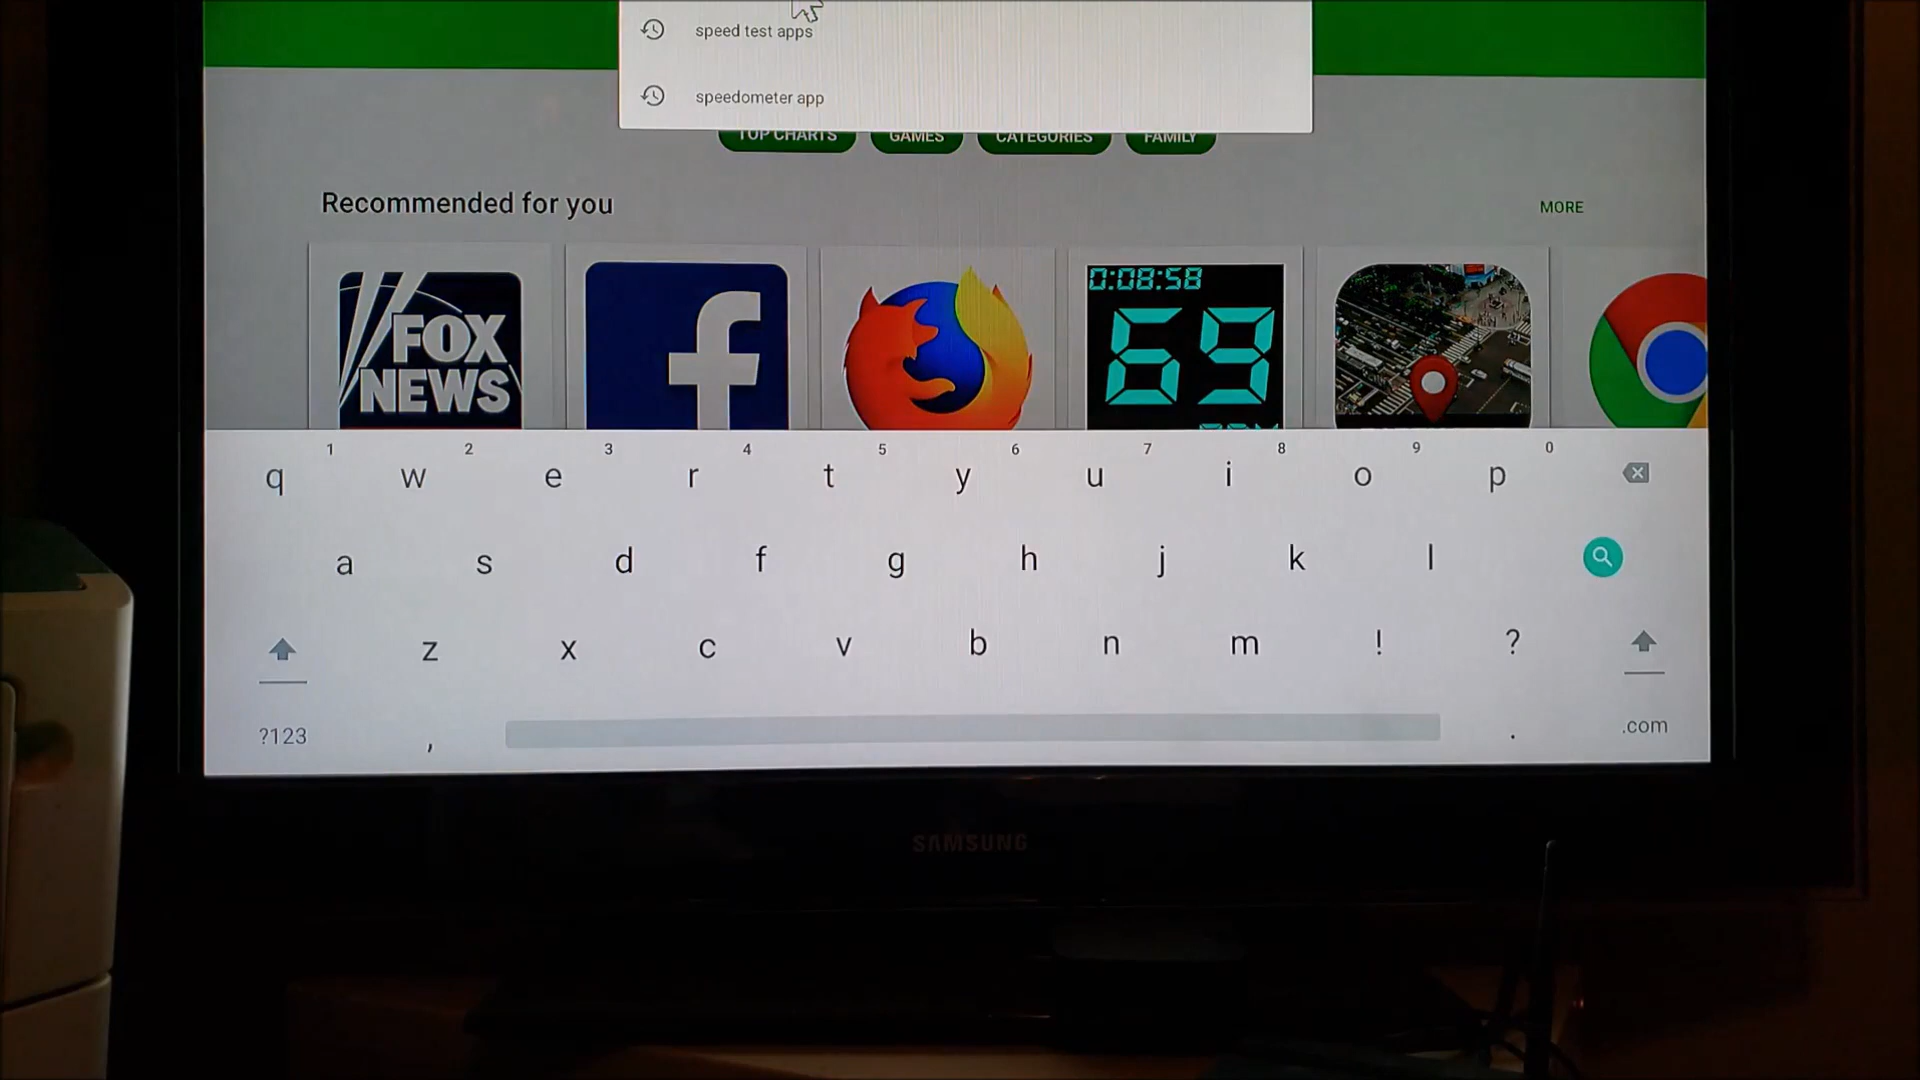 speed test apps
speedometer app
TOP CHARTS GAMES CATEGORIES FAMILY
Recommended for you MORE
FOX
NEWS
f
0:08:58
69
1 2 3 4 5 6 7 8 9 0
q w e r t y u i o p
a s d f g h j k l
z x c v b n m ! ?
?123 , . .com
SAMSUNG